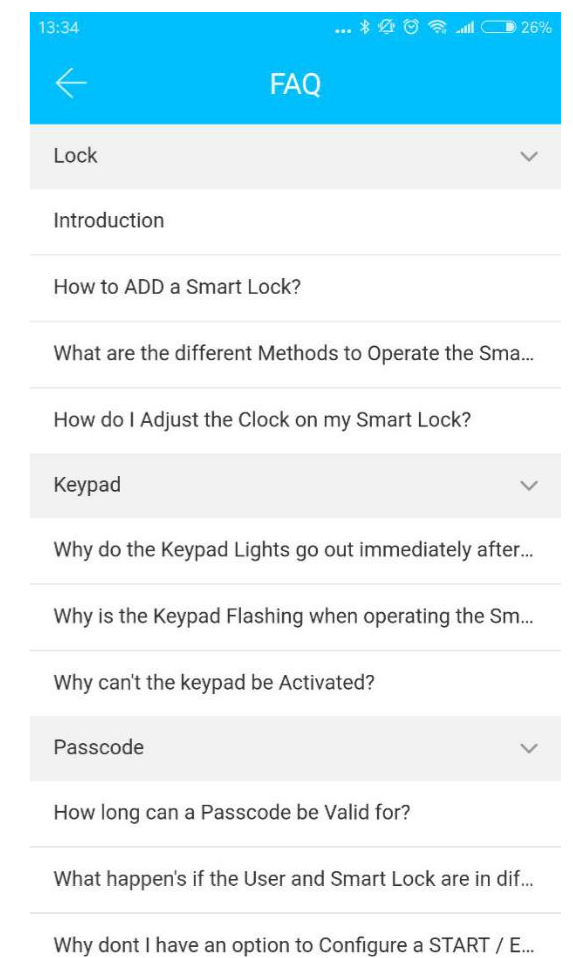 13:34
... 26%
FAQ
Lock
Introduction
How to ADD a Smart Lock?
What are the different Methods to Operate the Sma...
How do I Adjust the Clock on my Smart Lock?
Keypad
Why do the Keypad Lights go out immediately after...
Why is the Keypad Flashing when operating the Sm...
Why can't the keypad be Activated?
Passcode
How long can a Passcode be Valid for?
What happen's if the User and Smart Lock are in dif...
Why dont I have an option to Configure a START / E...